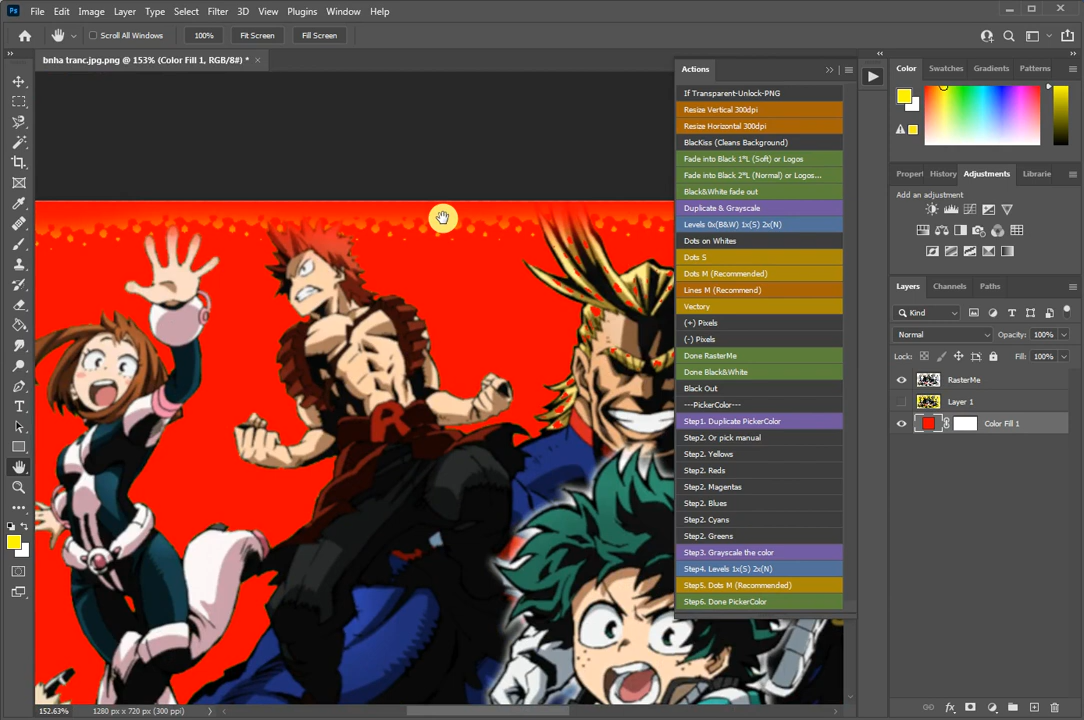 Ps File Edit Image Layer Type Select Filter 3D View Plugins Window Help
Scroll All Windows 100% Fit Screen Fill Screen
bnha tranc.jpg.png @ 153% (Color Fill 1, RGB/8#) * ×
Actions
If Transparent-Unlock-PNG
Resize Vertical 300dpi
Resize Horizontal 300dpi
BlacKiss (Cleans Background)
Fade into Black 1ºL (Soft) or Logos
Fade into Black 2ºL (Normal) or Logos...
Black&White fade out
Duplicate & Grayscale
Levels 0x(B&W) 1x(S) 2x(N)
Dots on Whites
Dots S
Dots M (Recommended)
Lines M (Recommend)
Vectory
(+) Pixels
(-) Pixels
Done RasterMe
Done Black&White
Black Out
---PickerColor---
Step1. Duplicate PickerColor
Step2. Or pick manual
Step2. Yellows
Step2. Reds
Step2. Magentas
Step2. Blues
Step2. Cyans
Step2. Greens
Step3. Grayscale the color
Step4. Levels 1x(S) 2x(N)
Step5. Dots M (Recommended)
Step6. Done PickerColor
Color Swatches Gradients Patterns
Proper History Adjustments Librarie
Add an adjustment
Layers Channels Paths
Kind
Normal Opacity: 100%
Lock: Fill: 100%
RasterMe
Layer 1
Color Fill 1
R
152.63% 1280 px x 720 px (300 ppi)